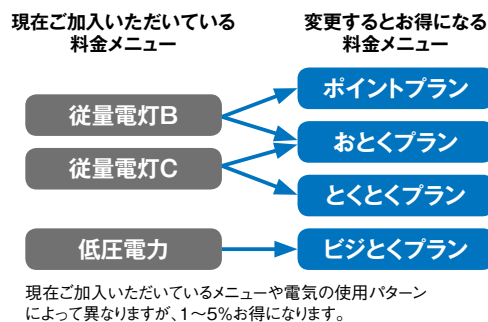 現在ご加入いただいている
料金メニュー
変更するとお得になる
料金メニュー
従量電灯B
従量電灯C
低圧電力
ポイントプラン
おとくプラン
とくとくプラン
ビジとくプラン
現在ご加入いただいているメニューや電気の使用パターン
によって異なりますが、1～5%お得になります。